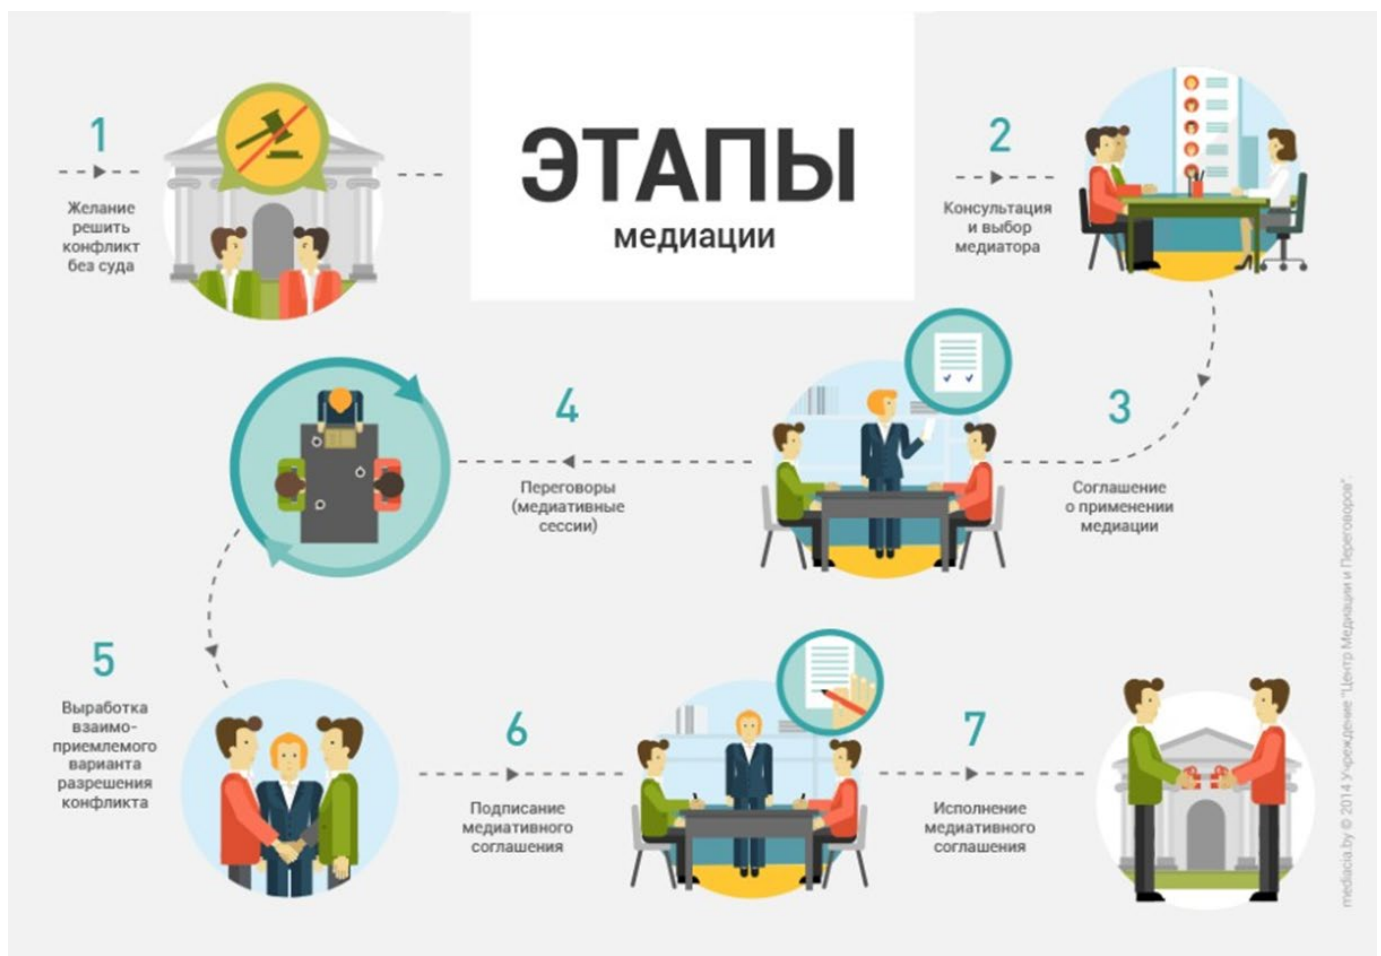 ЭТАПЫ
медиации
1
Желание
решить
конфликт
без суда
2
Консультация
и выбор
медиатора
3
Соглашение
о применении
медиации
4
Переговоры
(медиативные
сессии)
5
Выработка
взаимо-
приемлемого
варианта
разрешения
конфликта
6
Подписание
медиативного
соглашения
7
Исполнение
медиативного
соглашения
mediacia.by © 2014 Учреждение "Центр Медиации и Переговоров".